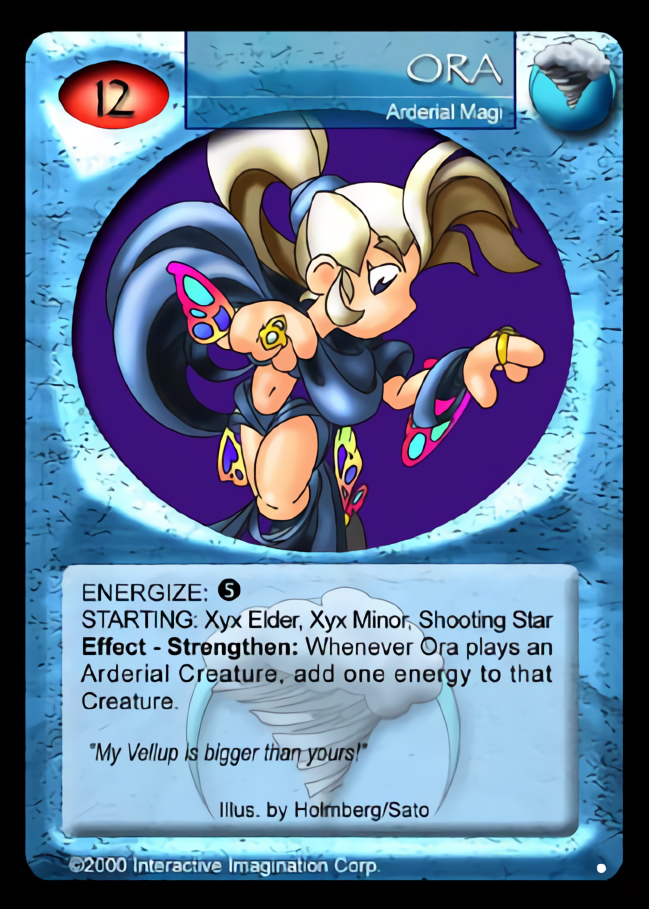 12
ORA
Arderial Magi
ENERGIZE: 5
STARTING: Xyx Elder, Xyx Minor, Shooting Star
Effect - Strengthen: Whenever Ora plays an
Arderial Creature, add one energy to that
Creature.
"My Vellup is bigger than yours!"
Illus. by Holmberg/Sato
©2000 Interactive Imagination Corp.